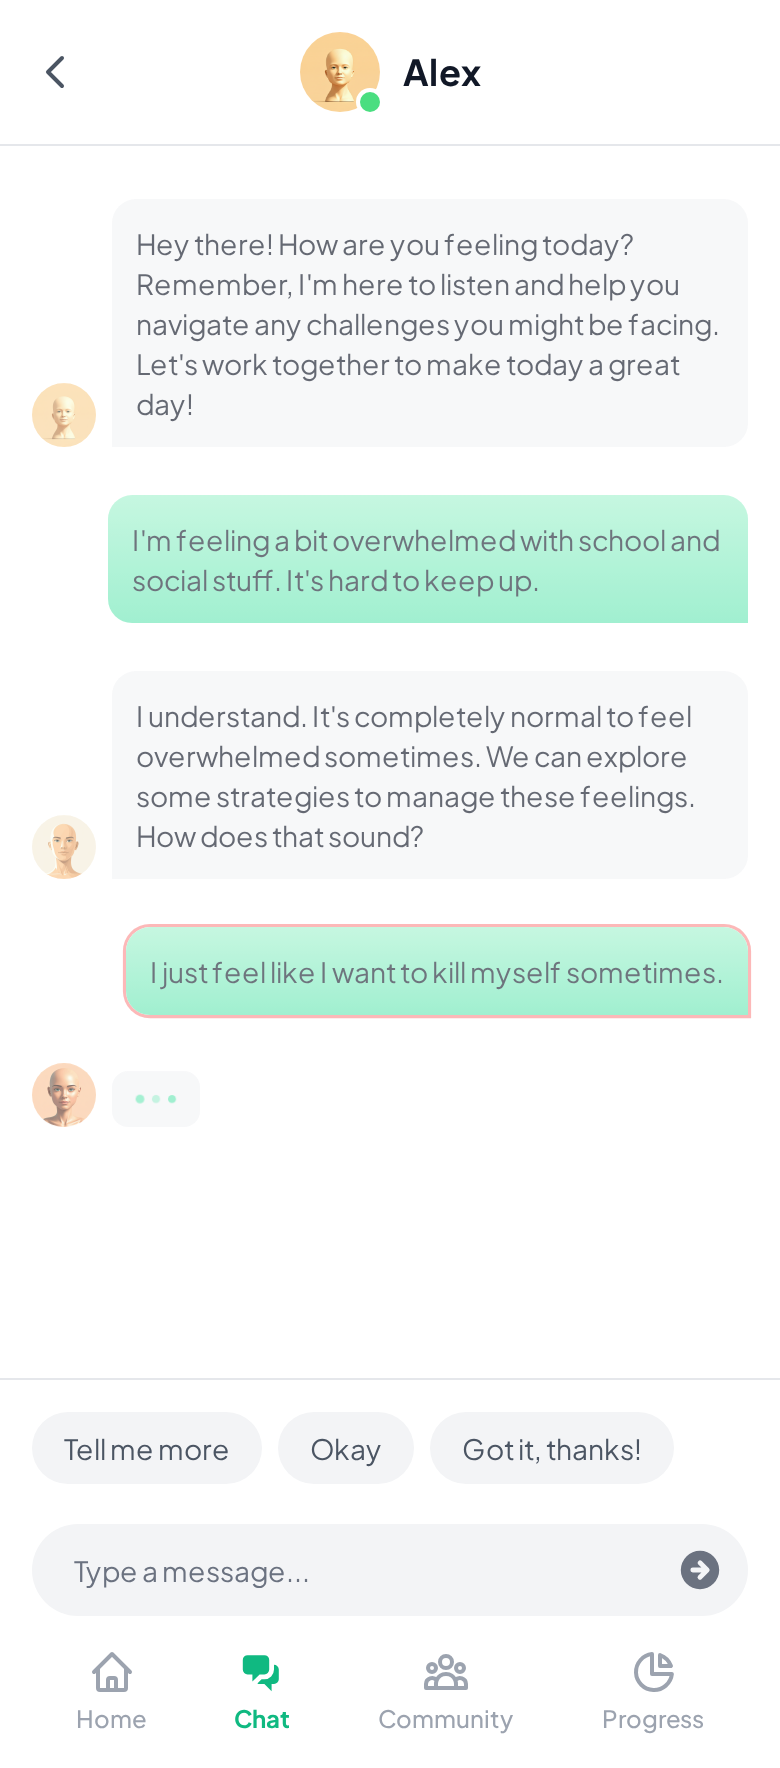 Alex
Hey there! How are you feeling today?
Remember, I'm here to listen and help you
navigate any challenges you might be facing.
Let's work together to make today a great
day!
I'm feeling a bit overwhelmed with school and
social stuff. It's hard to keep up.
I understand. It's completely normal to feel
overwhelmed sometimes. We can explore
some strategies to manage these feelings.
How does that sound?
I just feel like I want to kill myself sometimes.
Tell me more
Okay
Got it, thanks!
Type a message...
Home
Chat
Community
Progress